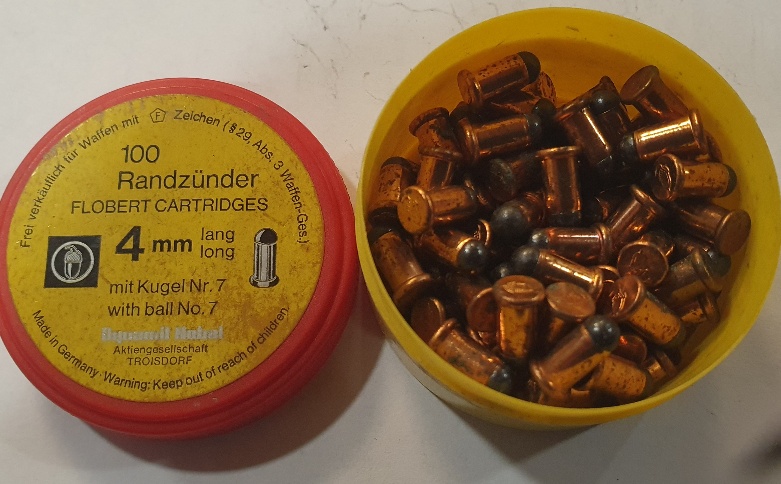 Frei verkäuflich für Waffen mit F Zeichen (§ 29, Abs. 3 Waffen-Ges.)
100
Randzünder
FLOBERT CARTRIDGES
4 mm lang
long
mit Kugel Nr. 7
with ball No. 7
Dynamit Nobel
Aktiengesellschaft
TROISDORF
Made in Germany · Warning: Keep out of reach of children.